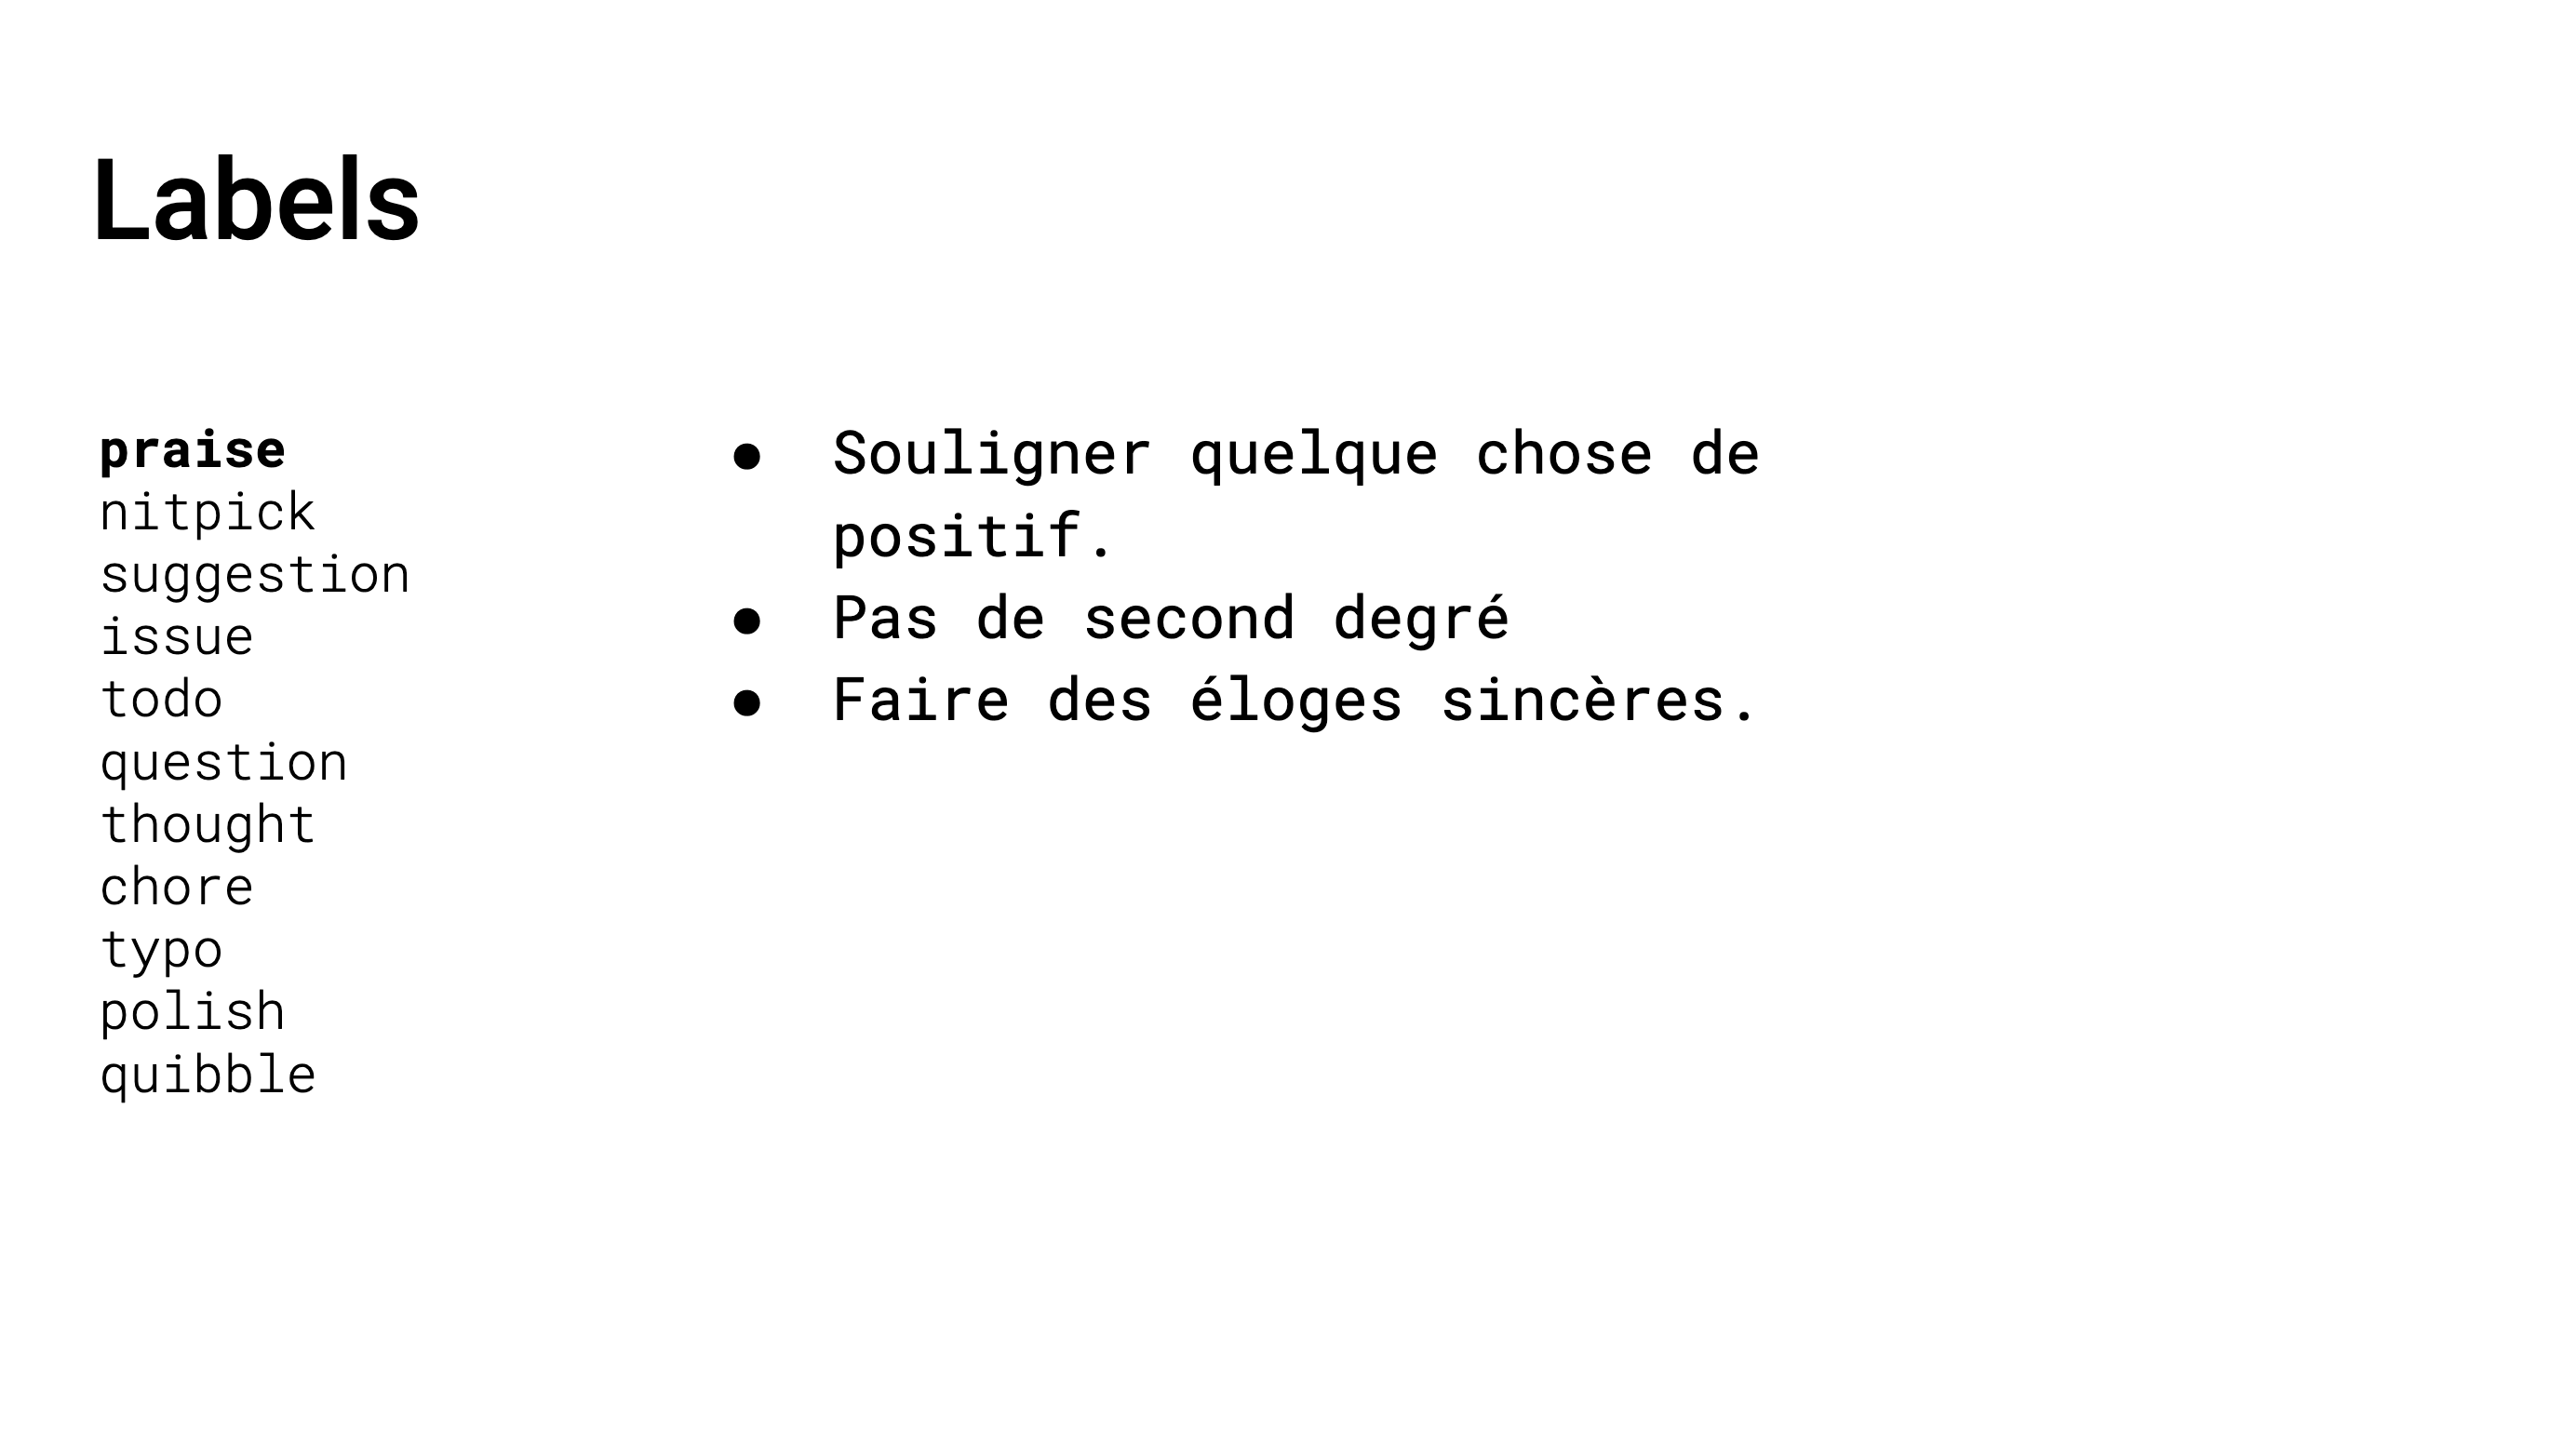 Labels
praise
nitpick
suggestion
issue
todo
question
thought
chore
typo
polish
quibble
● Souligner quelque chose de
positif.
● Pas de second degré
● Faire des éloges sincères.